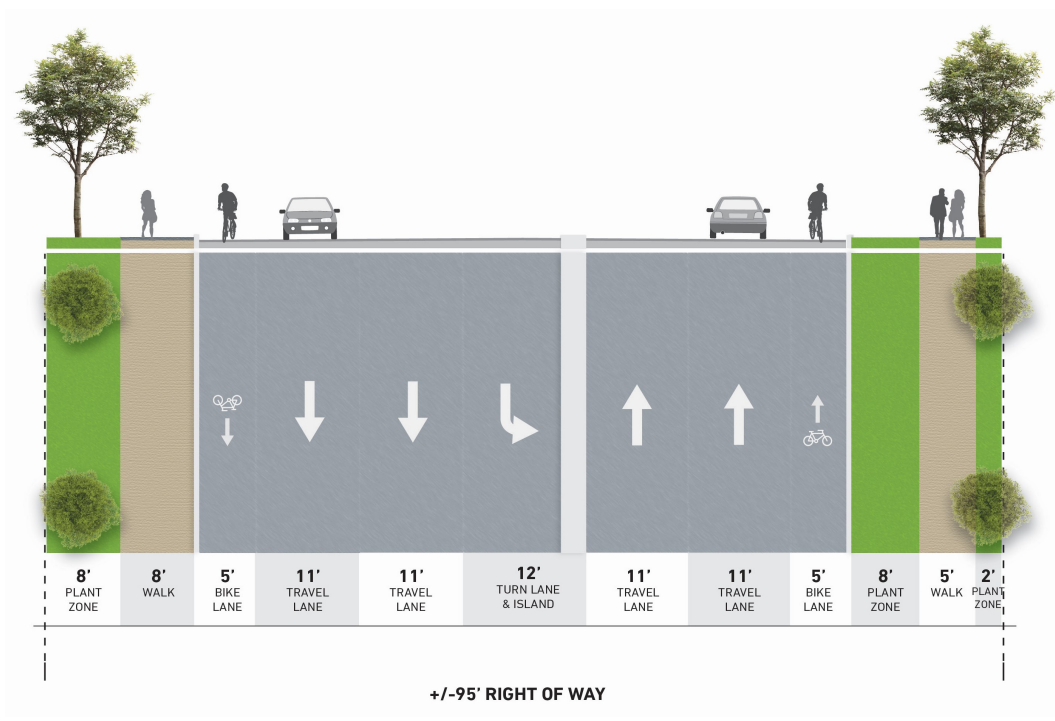 8’
PLANT
ZONE
8’
WALK
5’
BIKE
LANE
11’
TRAVEL
LANE
11’
TRAVEL
LANE
12’
TURN LANE
& ISLAND
11’
TRAVEL
LANE
11’
TRAVEL
LANE
5’
BIKE
LANE
8’
PLANT
ZONE
5’
WALK
2’
PLANT
ZONE
+/-95’ RIGHT OF WAY